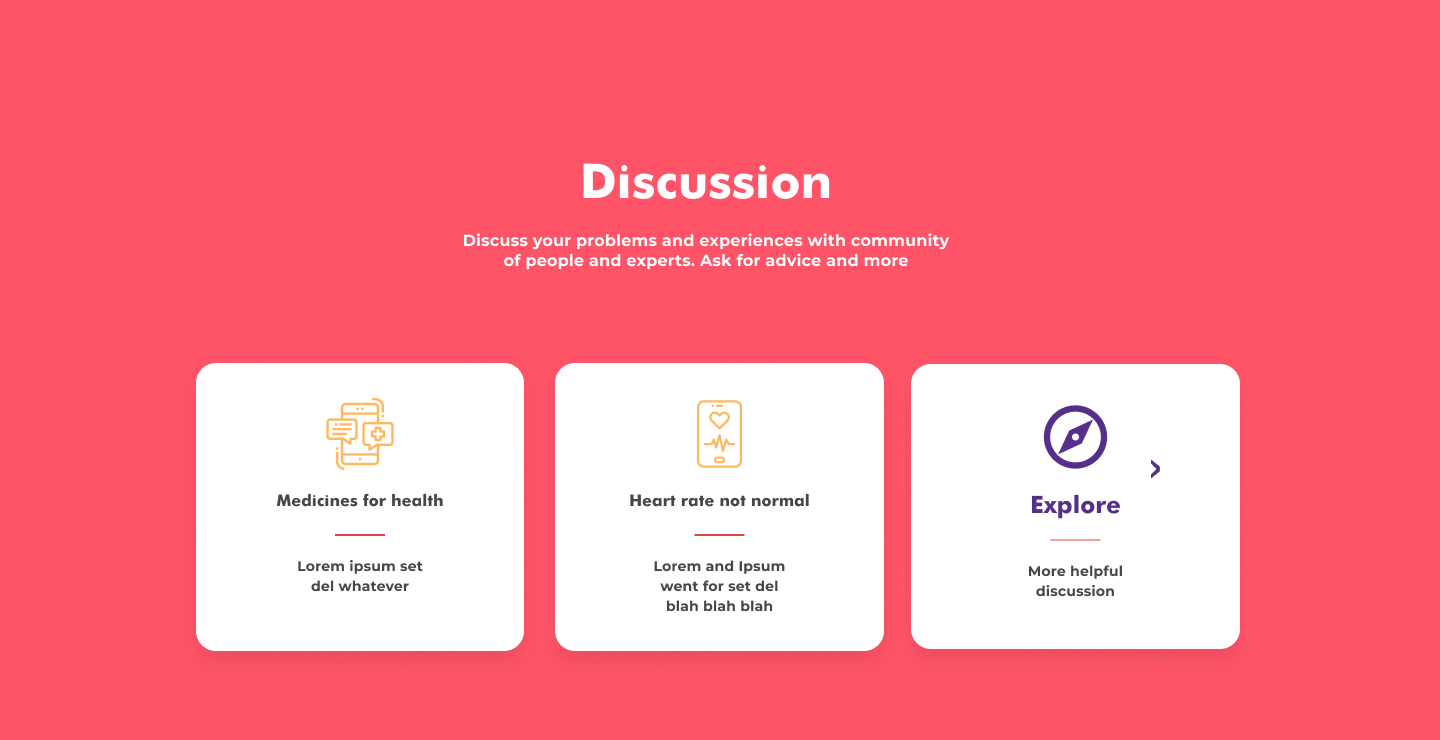 Discussion
Discuss your problems and experiences with community
of people and experts. Ask for advice and more
Medicines for health
Lorem ipsum set
del whatever
Heart rate not normal
Lorem and Ipsum
went for set del
blah blah blah
Explore
More helpful
discussion